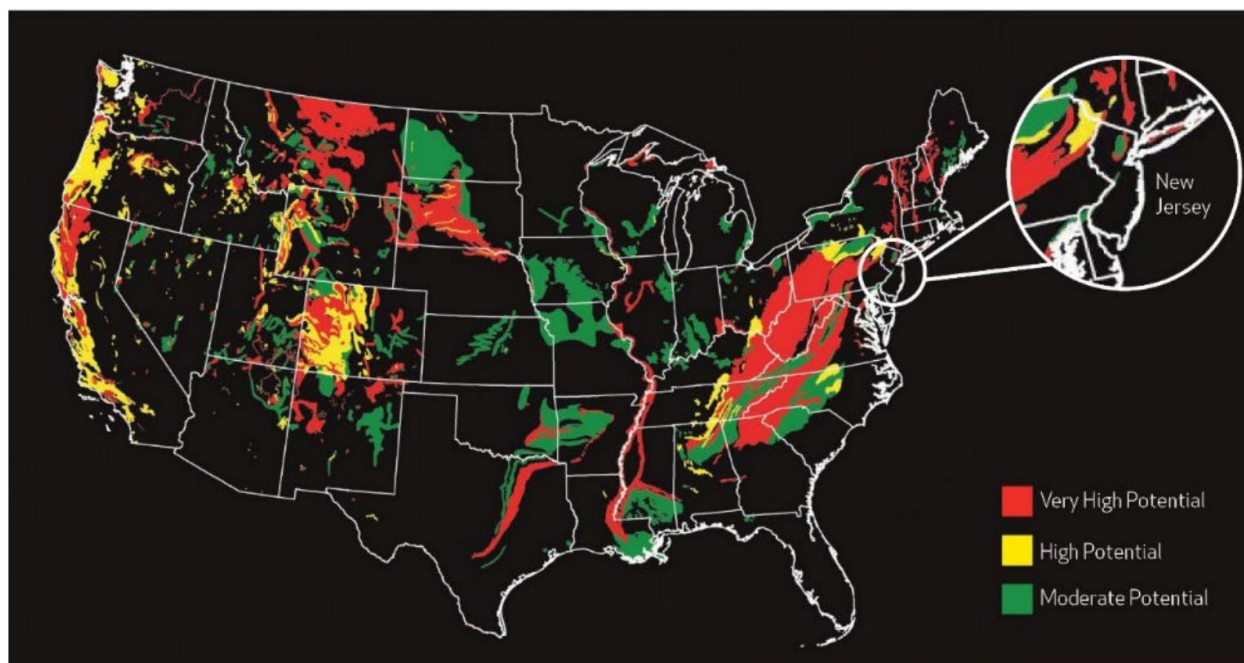 New
Jersey
Very High Potential
High Potential
Moderate Potential